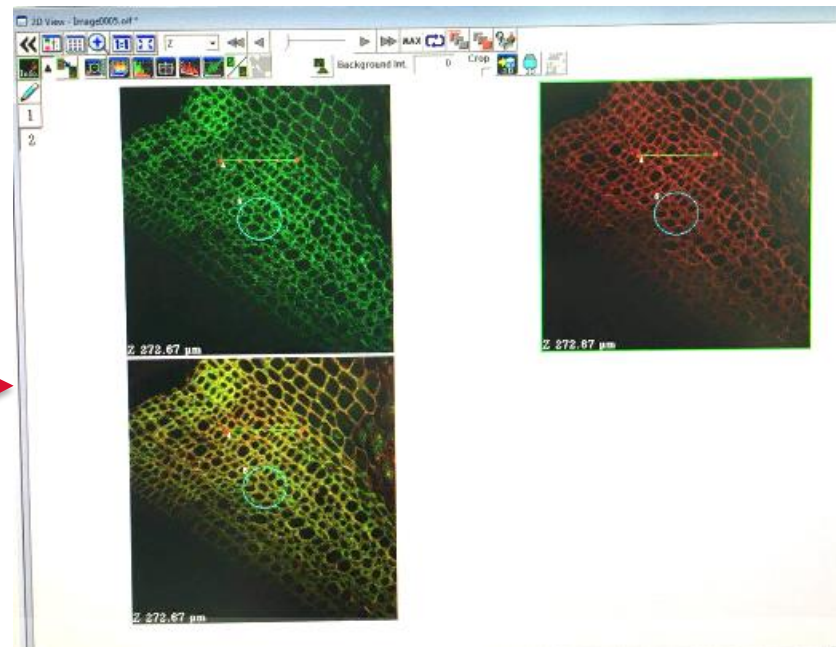 2D View - Image0005.oif *
Z
MAX
Background Int. 0 Crop
1
2
Z 272.67 µm
Z 272.67 µm
Z 272.67 µm